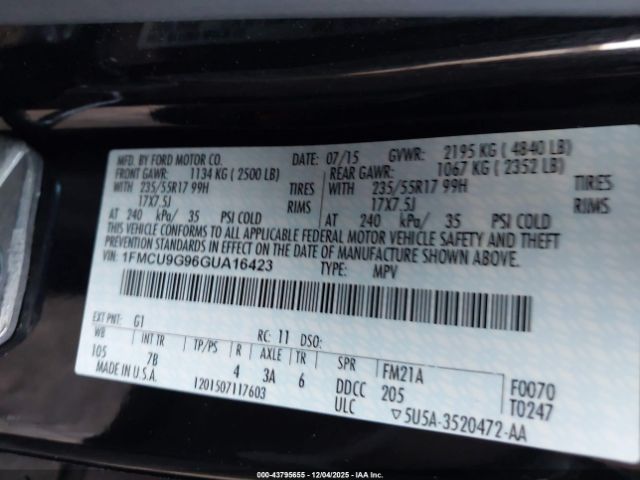 MFD. BY FORD MOTOR CO.
DATE: 07/15 GVWR: 2195 KG ( 4840 LB)
FRONT GAWR: 1134 KG ( 2500 LB) REAR GAWR: 1067 KG ( 2352 LB)
WITH 235/55R17 99H TIRES WITH 235/55R17 99H TIRES
17X7.5J RIMS 17X7.5J RIMS
AT 240 kPa/ 35 PSI COLD AT 240 kPa/ 35 PSI COLD
THIS VEHICLE CONFORMS TO ALL APPLICABLE FEDERAL MOTOR VEHICLE SAFETY AND THEFT
PREVENTION STANDARDS IN EFFECT ON THE DATE OF MANUFACTURE SHOWN ABOVE.
VIN: 1FMCU9G96GUA16423
TYPE: MPV
EXT PNT: G1 RC: 11 DSO:
WB INT TR TP/PS R AXLE TR SPR FM21A F0070
105 7B 4 3A 6 DDCC 205 T0247
MADE IN U.S.A. 1201507117603 ULC ▽5U5A-3520472-AA
(c) - 43795655 - 12/04/2025 - IAA Inc.